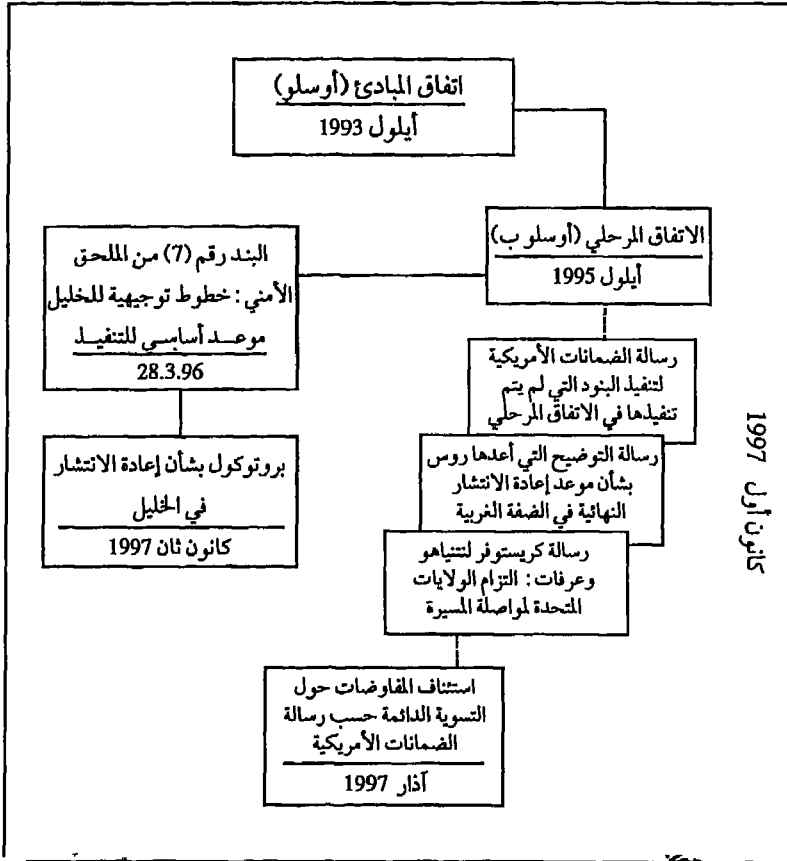 اتفاق المبادئ (أوسلو)
أيلول 1993
الاتفاق المرحلي (أوسلو ب)
أيلول 1995
البند رقم (7) من الملحق
الأمني : خطوط توجيهية للخليل
موعد أساسي للتنفيذ
28.3.96
بروتوكول بشأن إعادة الانتشار
في الخليل
كانون ثان 1997
رسالة الضمانات الأمريكية
لتنفيذ البنود التي لم يتم
تنفيذها في الاتفاق المرحلي
رسالة التوضيح التي أعدها روس
بشأن موعد إعادة الانتشار
النهائية في الضفة الغربية
رسالة كريستوفر لنتنياهو
وعرفات : التزام الولايات
المتحدة لمواصلة المسيرة
كانون أول 1997
استئناف المفاوضات حول
التسوية الدائمة حسب رسالة
الضمانات الأمريكية
آذار 1997